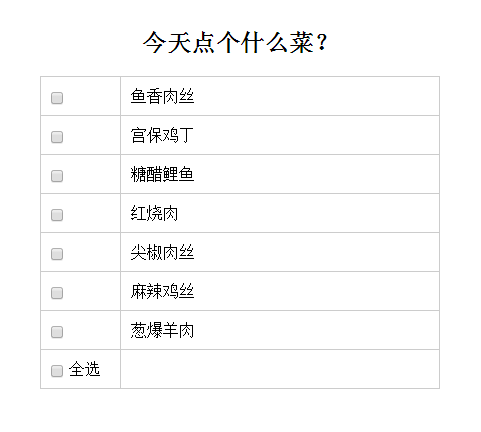 今天点个什么菜？
鱼香肉丝
宫保鸡丁
糖醋鲤鱼
红烧肉
尖椒肉丝
麻辣鸡丝
葱爆羊肉
全选